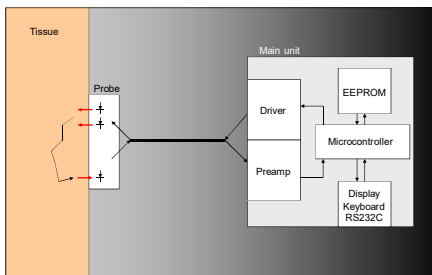 Tissue
Main unit
Probe
Driver
EEPROM
Microcontroller
Preamp
Display
Keyboard
RS232C